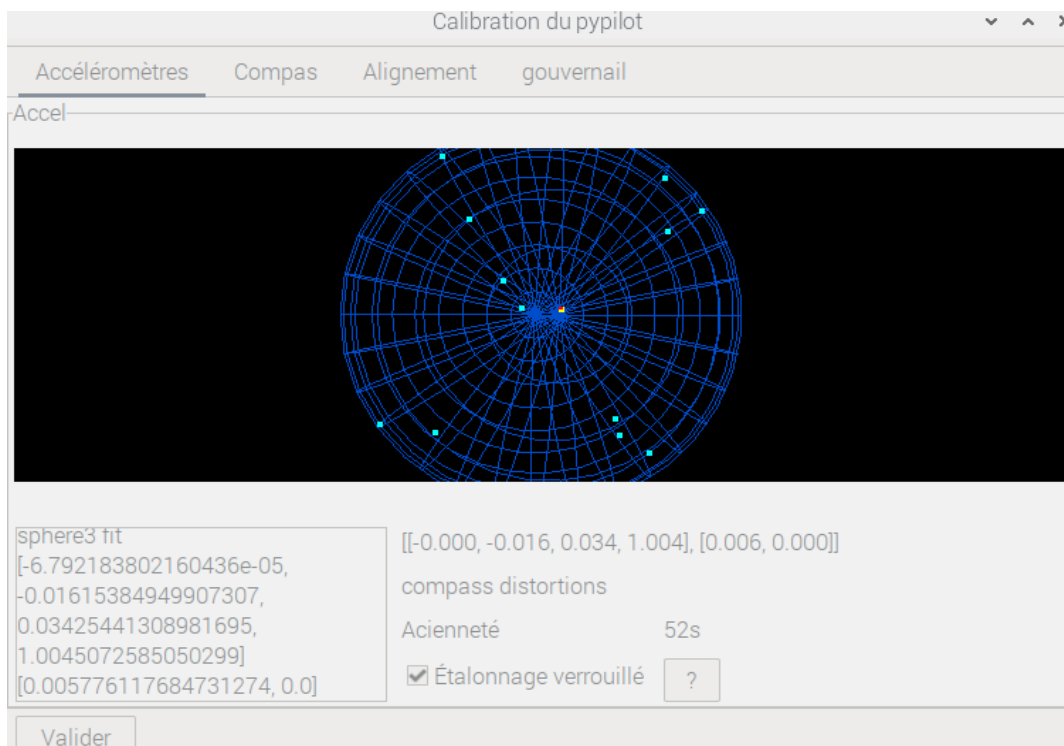 Calibration du pypilot
Accéléromètres Compas Alignement gouvernail
Accel
sphere3 fit
[-6.792183802160436e-05,
-0.01615384949907307,
0.03425441308981695,
1.0045072585050299]
[0.005776117684731274, 0.0]
[[-0.000, -0.016, 0.034, 1.004], [0.006, 0.000]]
compass distortions
Acienneté 52s
Étalonnage verrouillé ?
Valider